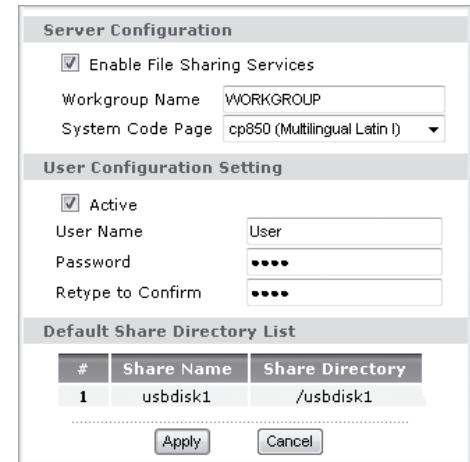 Server Configuration
Enable File Sharing Services
Workgroup Name WORKGROUP
System Code Page cp850 (Multilingual Latin I)
User Configuration Setting
Active
User Name User
Password ••••
Retype to Confirm ••••
Default Share Directory List
# Share Name Share Directory
1 usbdisk1 /usbdisk1
Apply Cancel